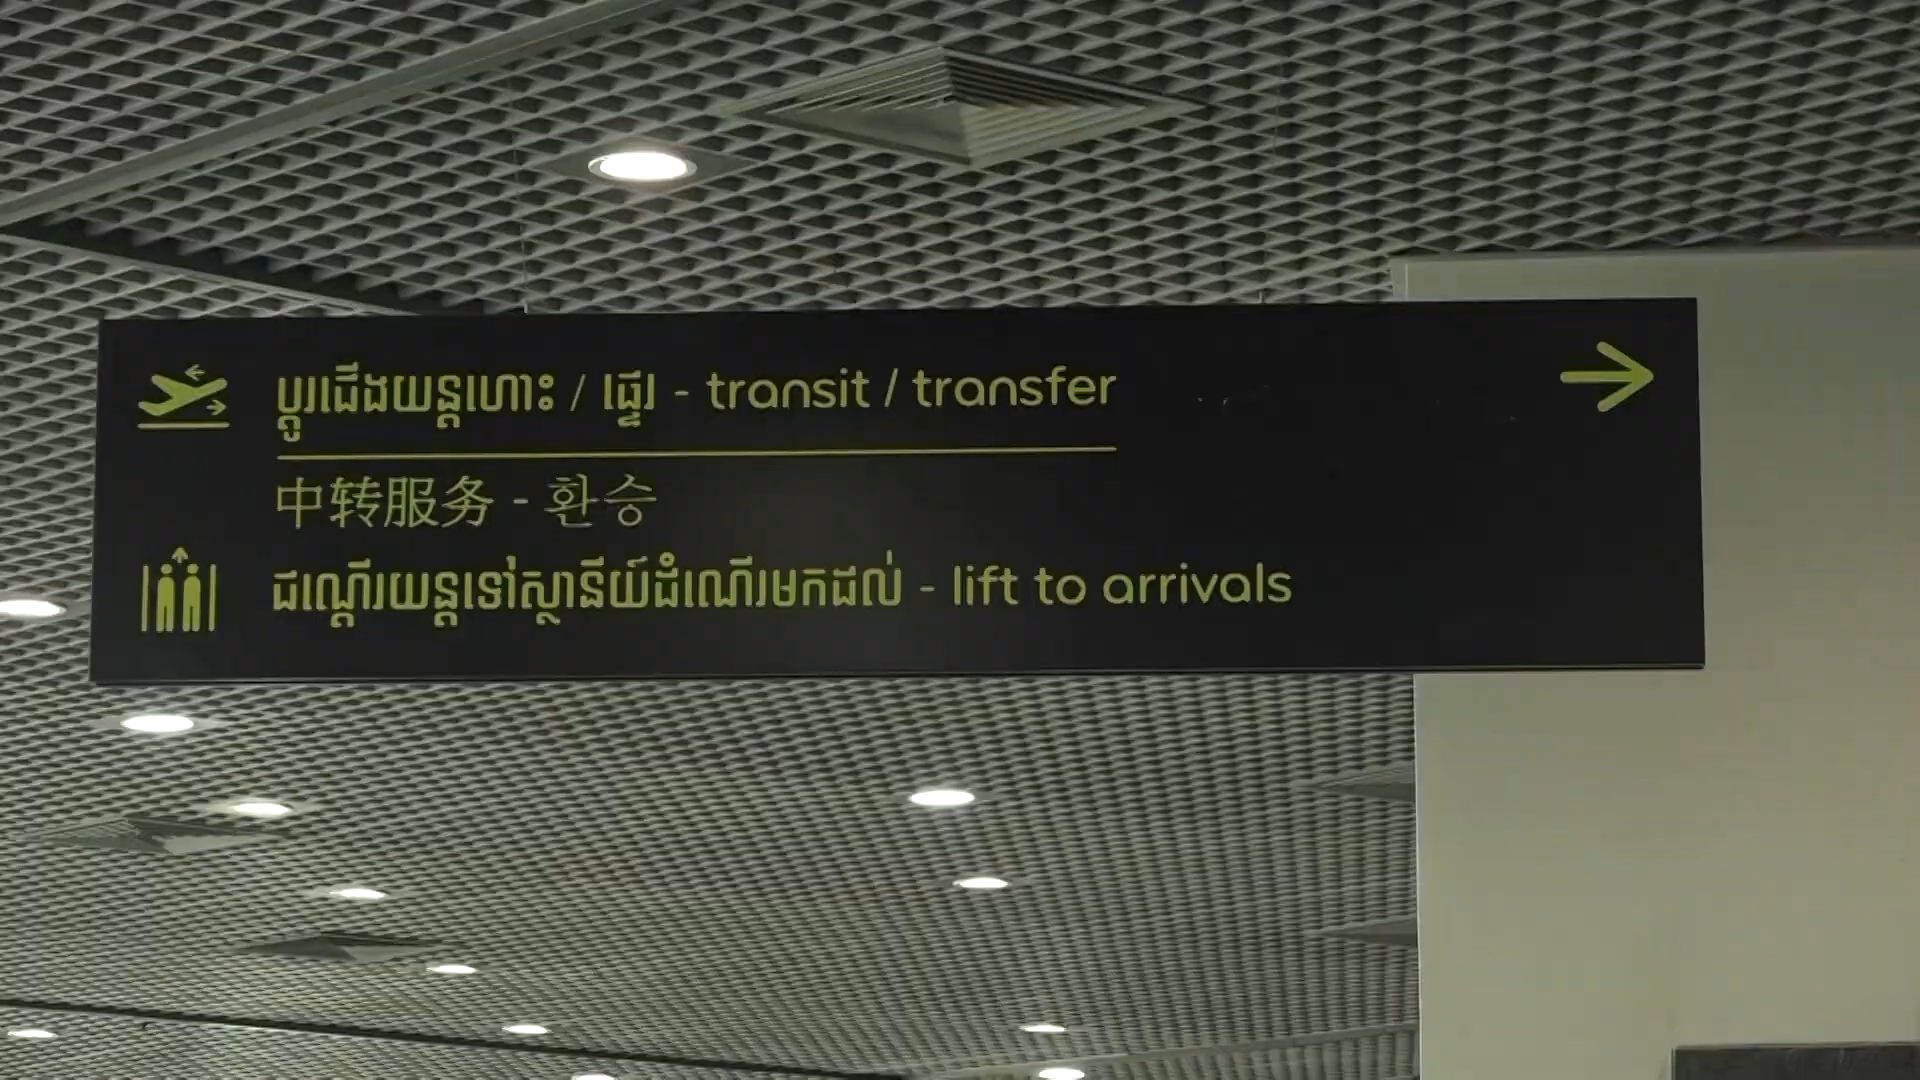 ប្ដូរជើងយន្តហោះ / ផ្ទេរ - transit / transfer
中转服务 - 환승
ជណ្ដើរយន្តទៅស្ថានីយ៍ដំណើរមកដល់ - lift to arrivals